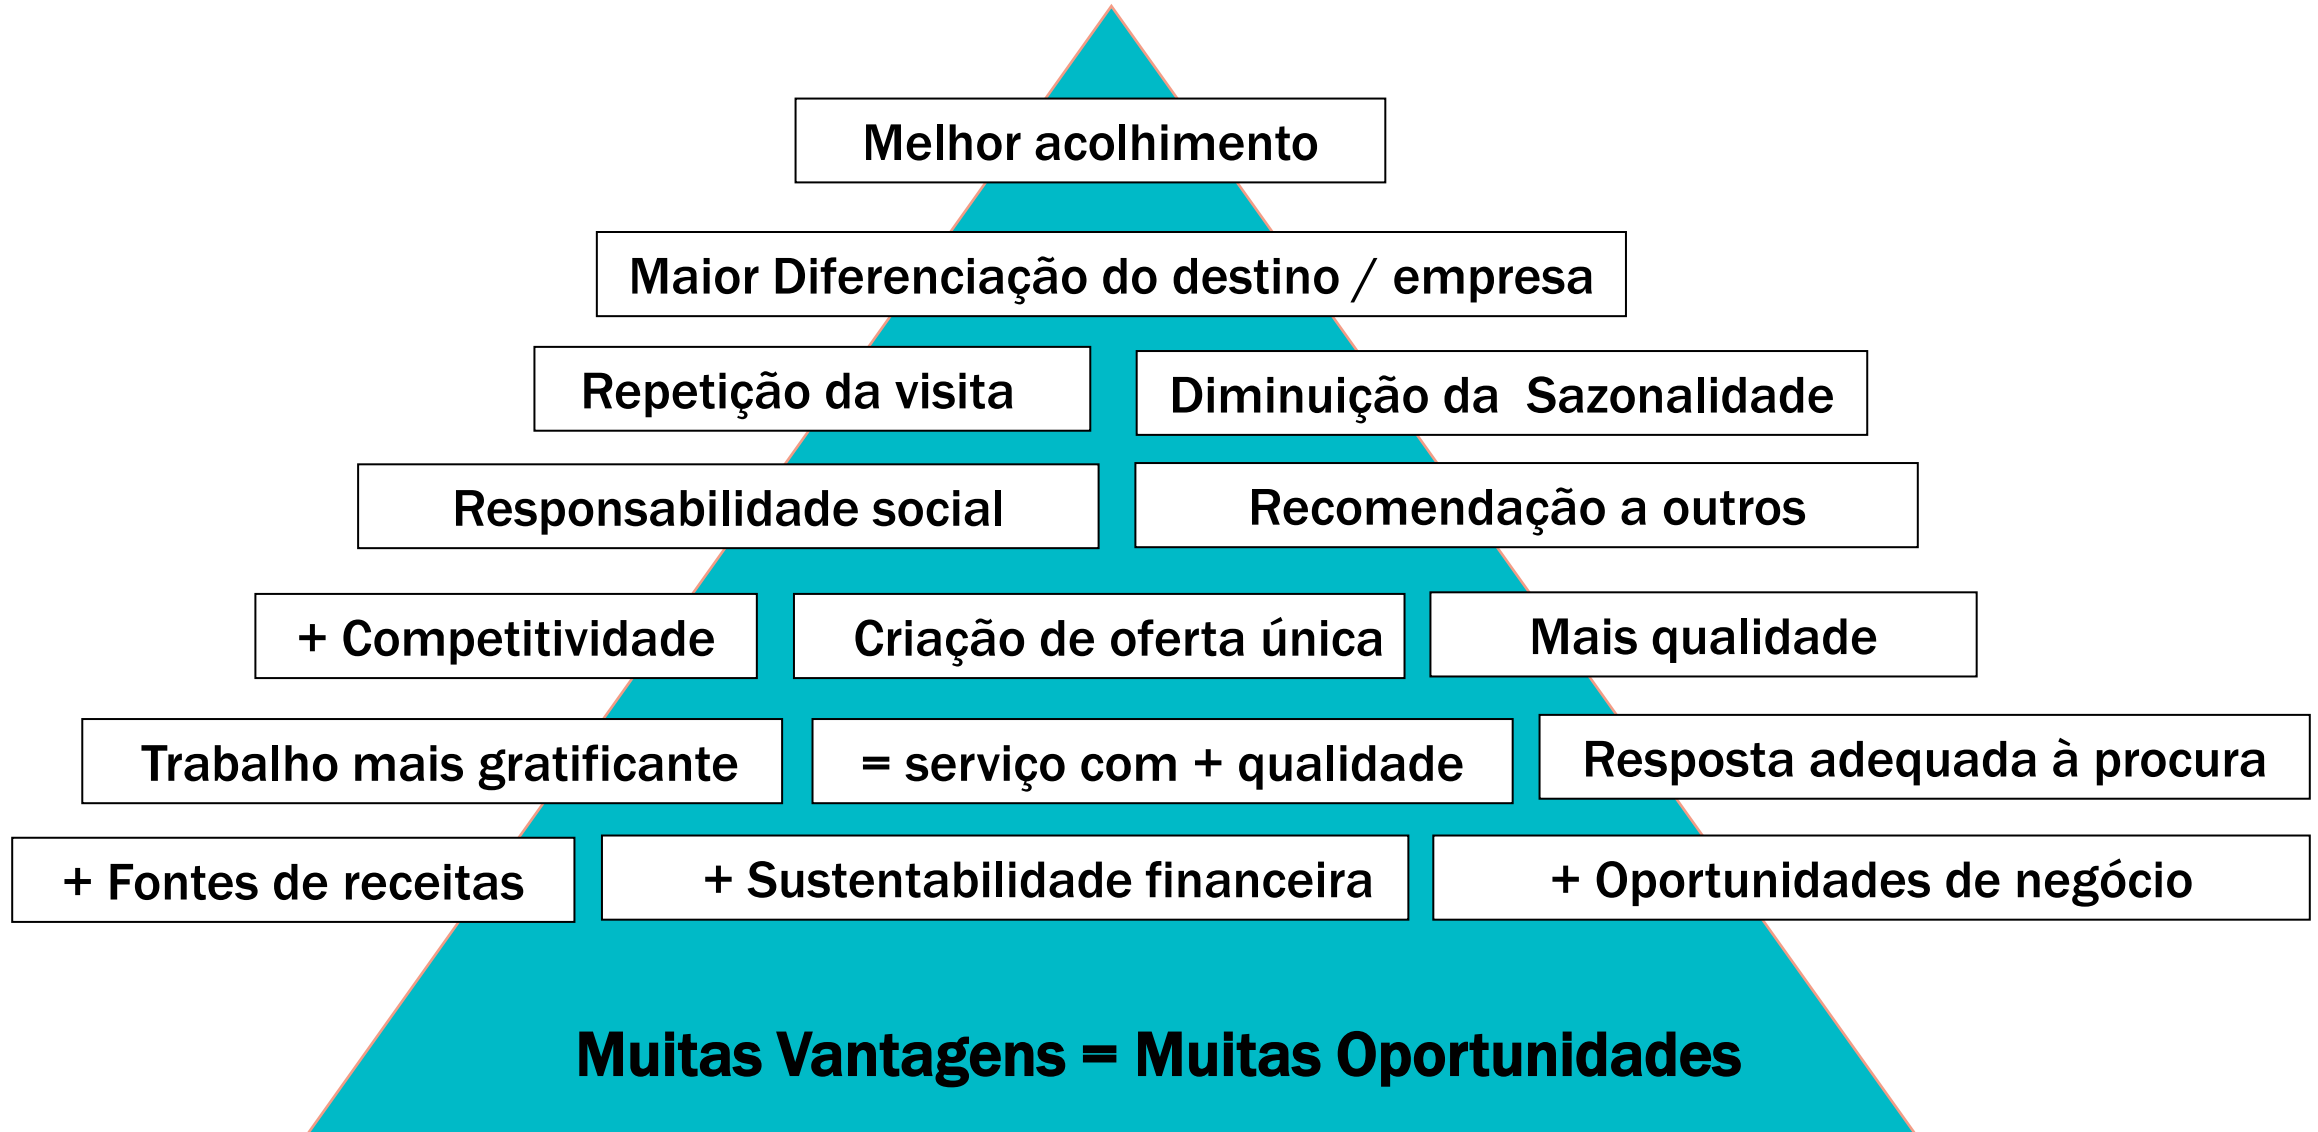 Melhor acolhimento
Maior Diferenciação do destino / empresa
Repetição da visita
Diminuição da Sazonalidade
Responsabilidade social
Recomendação a outros
+ Competitividade
Criação de oferta única
Mais qualidade
Trabalho mais gratificante
= serviço com + qualidade
Resposta adequada à procura
+ Fontes de receitas
+ Sustentabilidade financeira
+ Oportunidades de negócio
Muitas Vantagens = Muitas Oportunidades